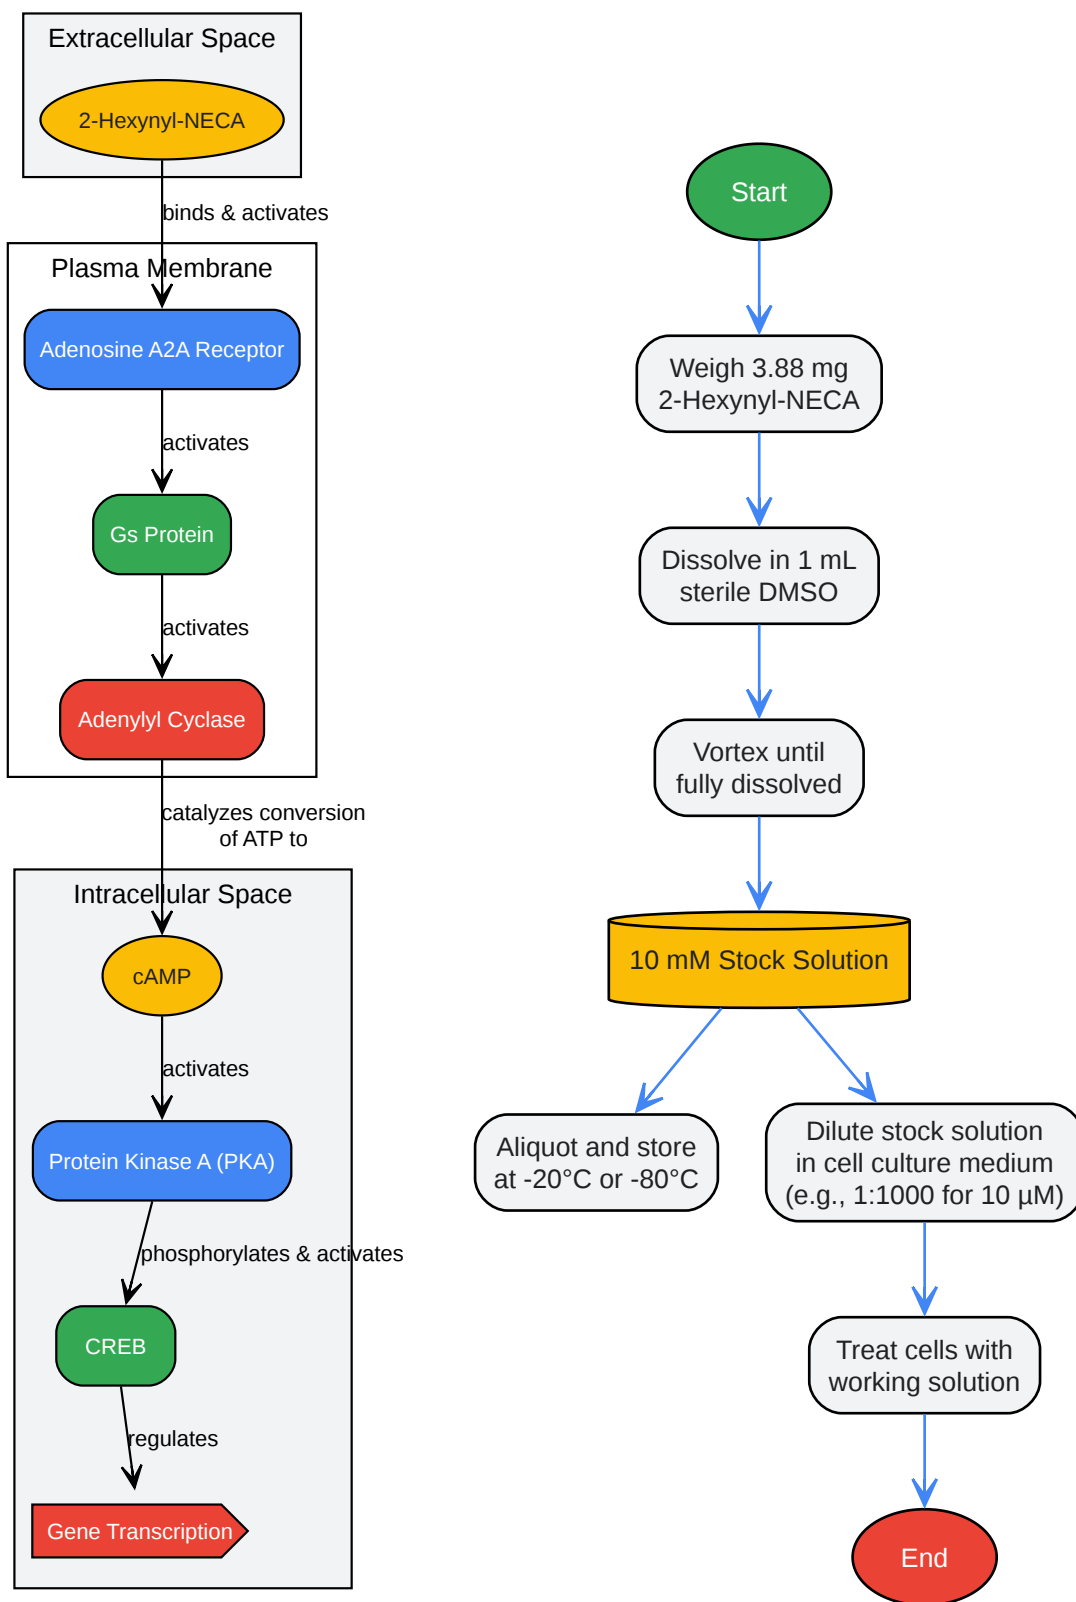 Extracellular Space
2-Hexynyl-NECA
binds & activates
Plasma Membrane
Adenosine A2A Receptor
activates
Gs Protein
activates
Adenylyl Cyclase
catalyzes conversion
of ATP to
Intracellular Space
cAMP
activates
Protein Kinase A (PKA)
phosphorylates & activates
CREB
regulates
Gene Transcription
Start
Weigh 3.88 mg
2-Hexynyl-NECA
Dissolve in 1 mL
sterile DMSO
Vortex until
fully dissolved
10 mM Stock Solution
Aliquot and store
at -20°C or -80°C
Dilute stock solution
in cell culture medium
(e.g., 1:1000 for 10 µM)
Treat cells with
working solution
End